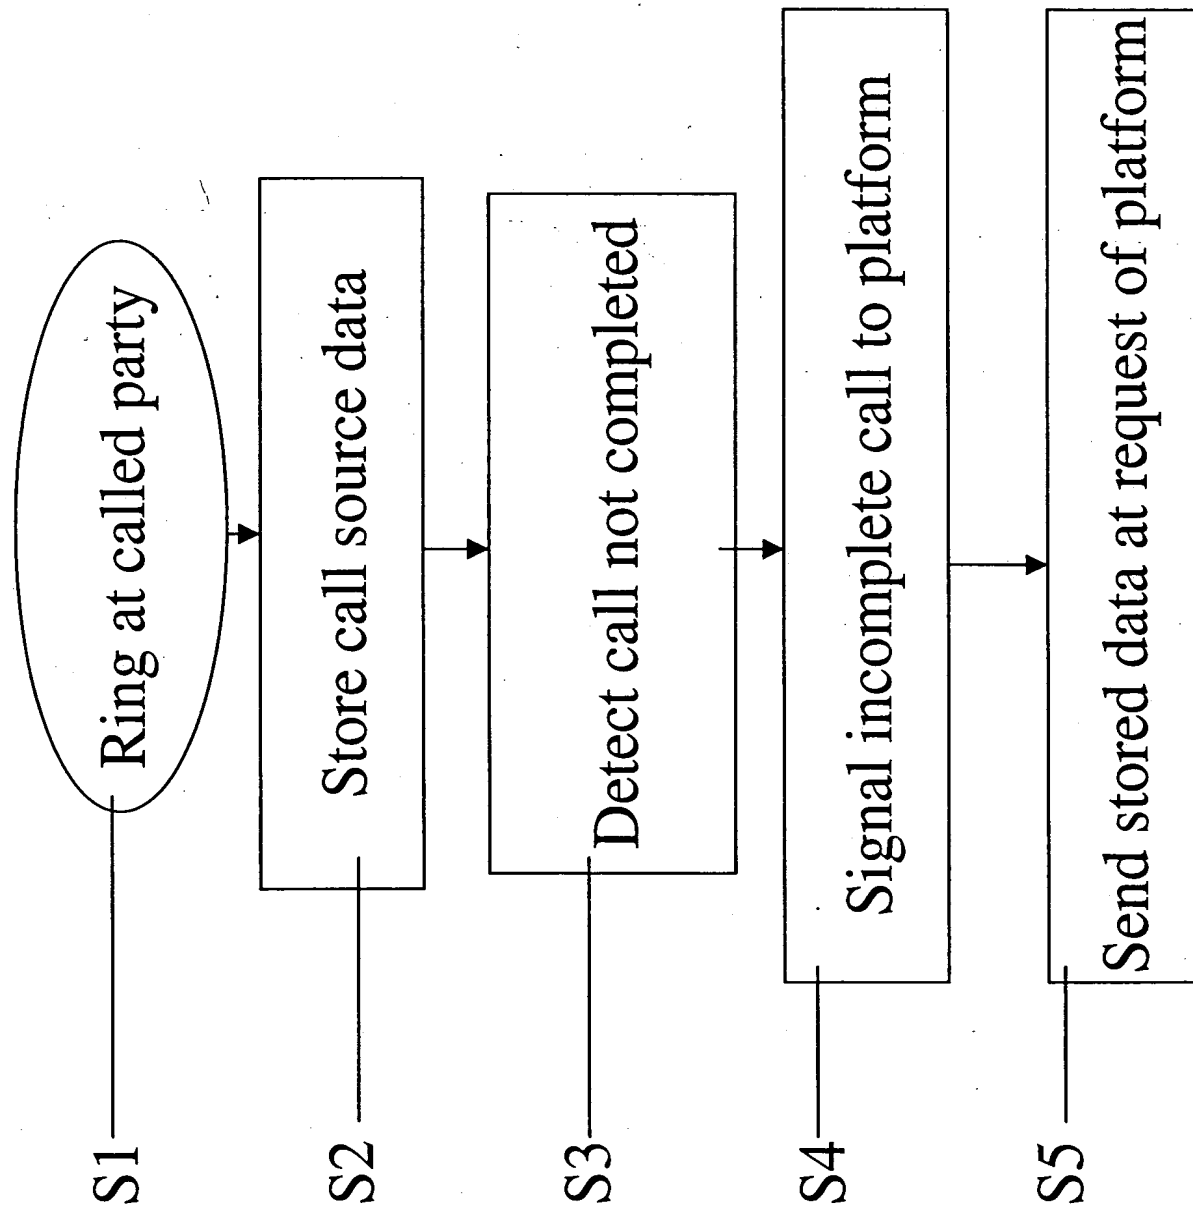 S1
Ring at called party
S2
Store call source data
S3
Detect call not completed
S4
Signal incomplete call to platform
S5
Send stored data at request of platform